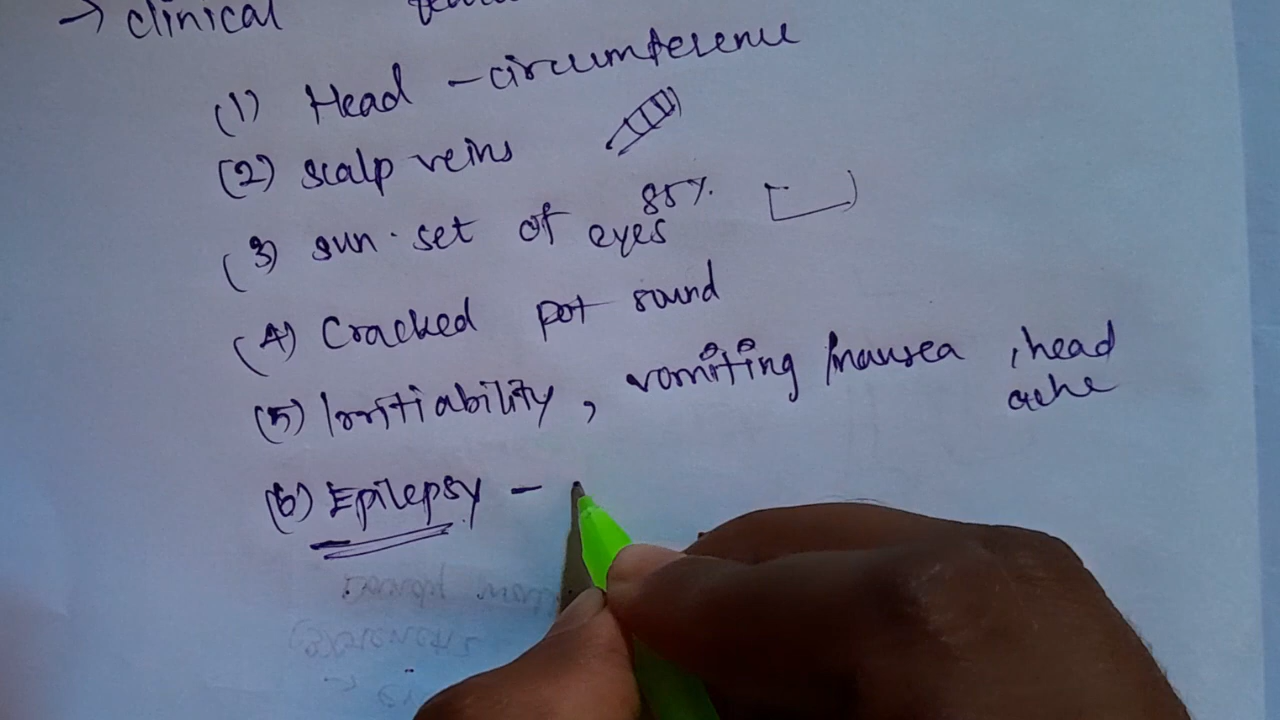 → clinical
(1) Head - circumference
(2) scalp veins
85%.
(3) sun.set of eyes
(4) Cracked pot sound
(5) Irritiability, vomiting/nausea, head
ache
(6) Epilepsy -